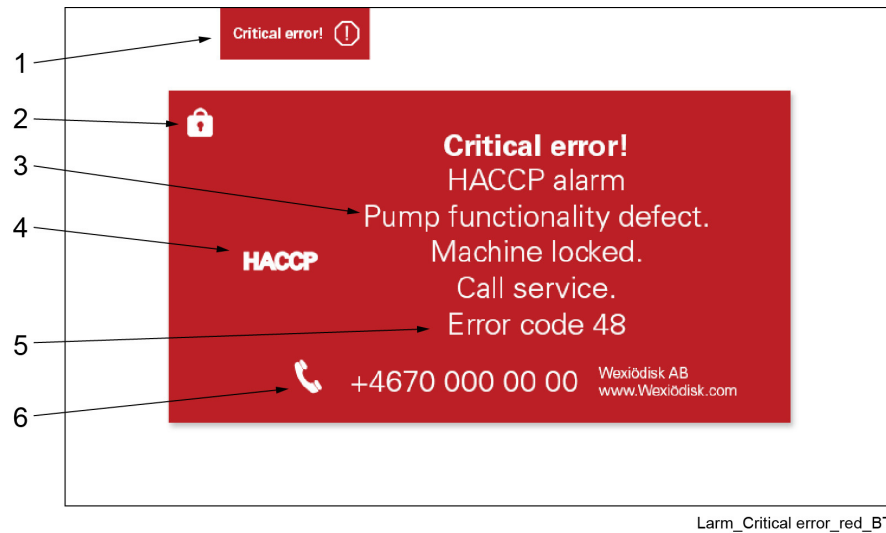 Critical error!
1
2
Critical error!
3
HACCP alarm
Pump functionality defect.
4
HACCP
Machine locked.
Call service.
5
Error code 48
6
+4670 000 00 00
Wexiödisk AB
www.Wexiödisk.com
Larm_Critical error_red_BT